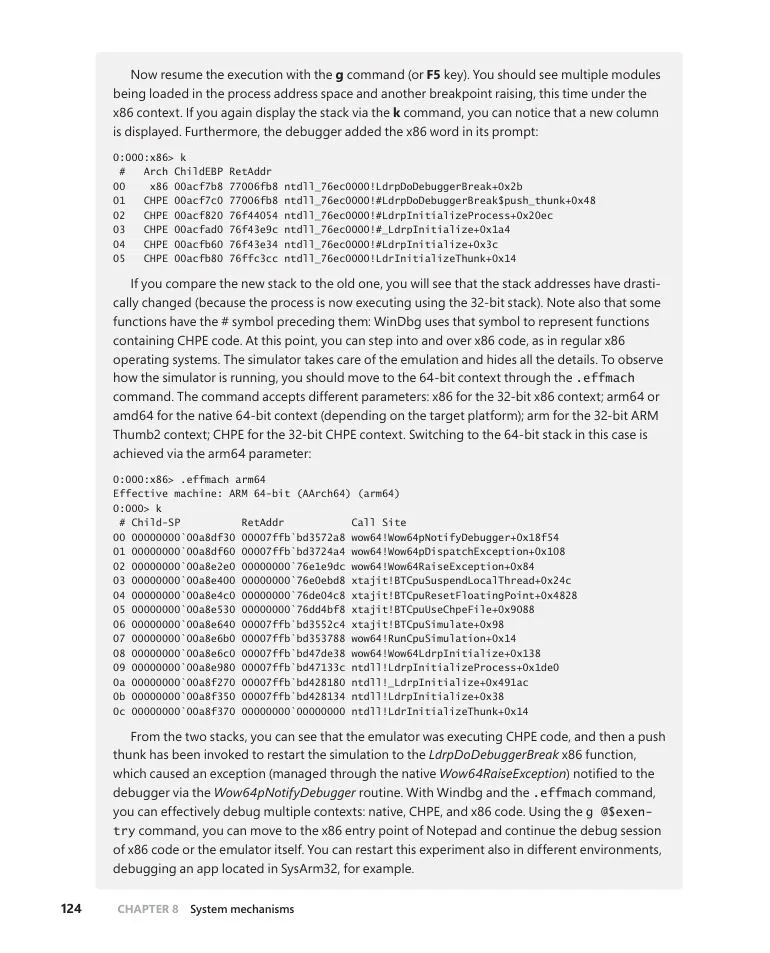 Now resume the execution with the g command (or F5 key). You should see multiple modules
being loaded in the process address space and another breakpoint raising, this time under the
x86 context. If you again display the stack via the k command, you can notice that a new column
is displayed. Furthermore, the debugger added the x86 word in its prompt:
0:000:x86> k
 #   Arch ChildEBP RetAddr
00    x86 00acf7b8 77006fb8 ntdll_76ec0000!LdrpDoDebuggerBreak+0x2b
01   CHPE 00acf7c0 77006fb8 ntdll_76ec0000!#LdrpDoDebuggerBreak$push_thunk+0x48
02   CHPE 00acf820 76f44054 ntdll_76ec0000!#LdrpInitializeProcess+0x20ec
03   CHPE 00acfad0 76f43e9c ntdll_76ec0000!#_LdrpInitialize+0x1a4
04   CHPE 00acfb60 76f43e34 ntdll_76ec0000!#LdrpInitialize+0x3c
05   CHPE 00acfb80 76ffc3cc ntdll_76ec0000!LdrInitializeThunk+0x14
If you compare the new stack to the old one, you will see that the stack addresses have drasti-
cally changed (because the process is now executing using the 32-bit stack). Note also that some
functions have the # symbol preceding them: WinDbg uses that symbol to represent functions
containing CHPE code. At this point, you can step into and over x86 code, as in regular x86
operating systems. The simulator takes care of the emulation and hides all the details. To observe
how the simulator is running, you should move to the 64-bit context through the .effmach
command. The command accepts different parameters: x86 for the 32-bit x86 context; arm64 or
amd64 for the native 64-bit context (depending on the target platform); arm for the 32-bit ARM
Thumb2 context; CHPE for the 32-bit CHPE context. Switching to the 64-bit stack in this case is
achieved via the arm64 parameter:
0:000:x86> .effmach arm64
Effective machine: ARM 64-bit (AArch64) (arm64)
0:000> k
 # Child-SP          RetAddr           Call Site
00 00000000`00a8df30 00007ffb`bd3572a8 wow64!Wow64pNotifyDebugger+0x18f54
01 00000000`00a8df60 00007ffb`bd3724a4 wow64!Wow64pDispatchException+0x108
02 00000000`00a8e2e0 00000000`76e1e9dc wow64!Wow64RaiseException+0x84
03 00000000`00a8e400 00000000`76e0ebd8 xtajit!BTCpuSuspendLocalThread+0x24c
04 00000000`00a8e4c0 00000000`76de04c8 xtajit!BTCpuResetFloatingPoint+0x4828
05 00000000`00a8e530 00000000`76dd4bf8 xtajit!BTCpuUseChpeFile+0x9088
06 00000000`00a8e640 00007ffb`bd3552c4 xtajit!BTCpuSimulate+0x98
07 00000000`00a8e6b0 00007ffb`bd353788 wow64!RunCpuSimulation+0x14
08 00000000`00a8e6c0 00007ffb`bd47de38 wow64!Wow64LdrpInitialize+0x138
09 00000000`00a8e980 00007ffb`bd47133c ntdll!LdrpInitializeProcess+0x1de0
0a 00000000`00a8f270 00007ffb`bd428180 ntdll!_LdrpInitialize+0x491ac
0b 00000000`00a8f350 00007ffb`bd428134 ntdll!LdrpInitialize+0x38
0c 00000000`00a8f370 00000000`00000000 ntdll!LdrInitializeThunk+0x14
From the two stacks, you can see that the emulator was executing CHPE code, and then a push
thunk has been invoked to restart the simulation to the LdrpDoDebuggerBreak x86 function,
which caused an exception (managed through the native Wow64RaiseException) notified to the
debugger via the Wow64pNotifyDebugger routine. With Windbg and the .effmach command,
you can effectively debug multiple contexts: native, CHPE, and x86 code. Using the g @$exen-
try command, you can move to the x86 entry point of Notepad and continue the debug session
of x86 code or the emulator itself. You can restart this experiment also in different environments,
debugging an app located in SysArm32, for example.
124 CHAPTER 8 System mechanisms